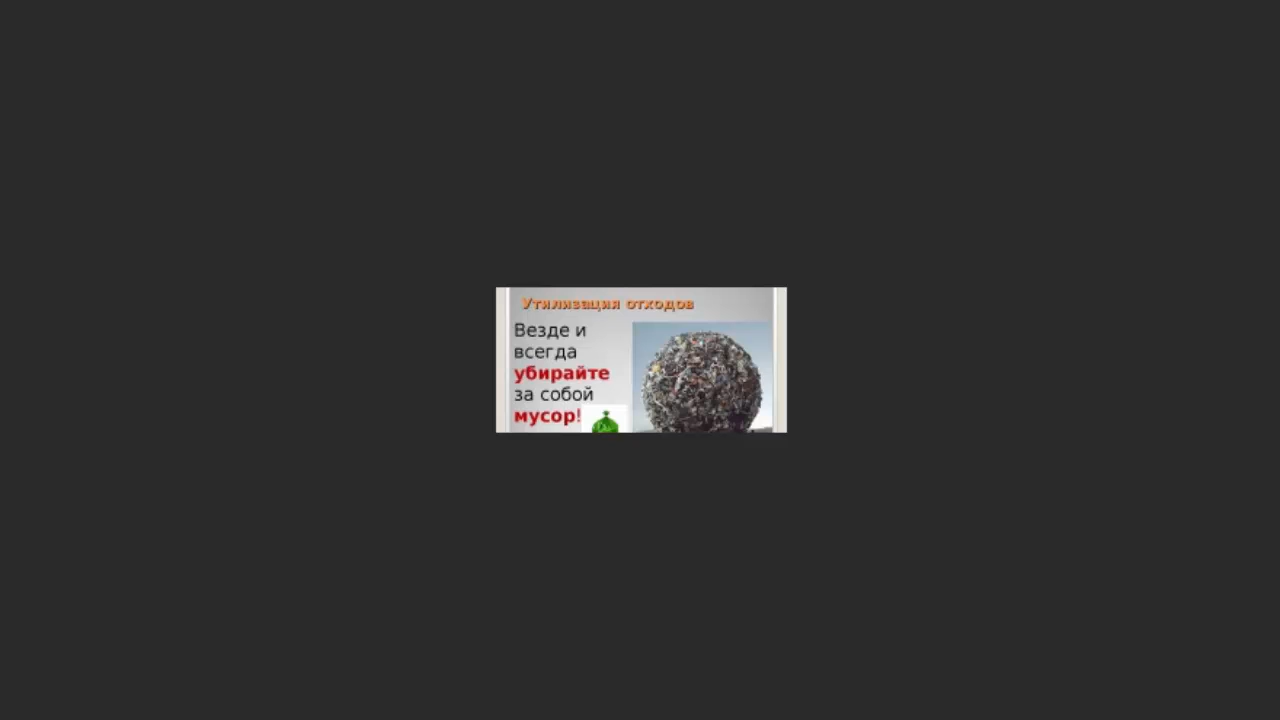 Утилизация отходов
Везде и
всегда
убирайте
за собой
мусор!